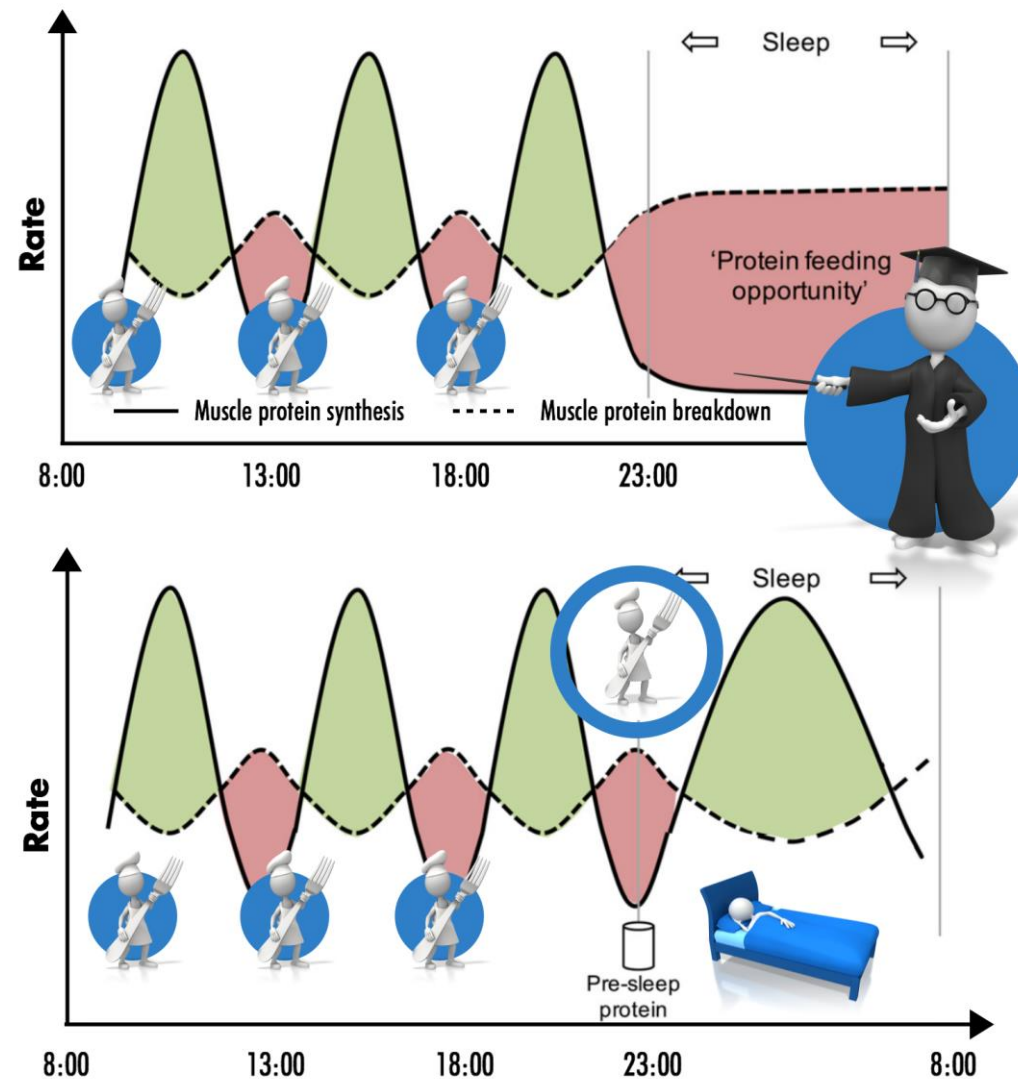 Sleep
Rate
'Protein feeding
opportunity'
Muscle protein synthesis Muscle protein breakdown
8:00 13:00 18:00 23:00
Sleep
Rate
Pre-sleep
protein
8:00 13:00 18:00 23:00 8:00